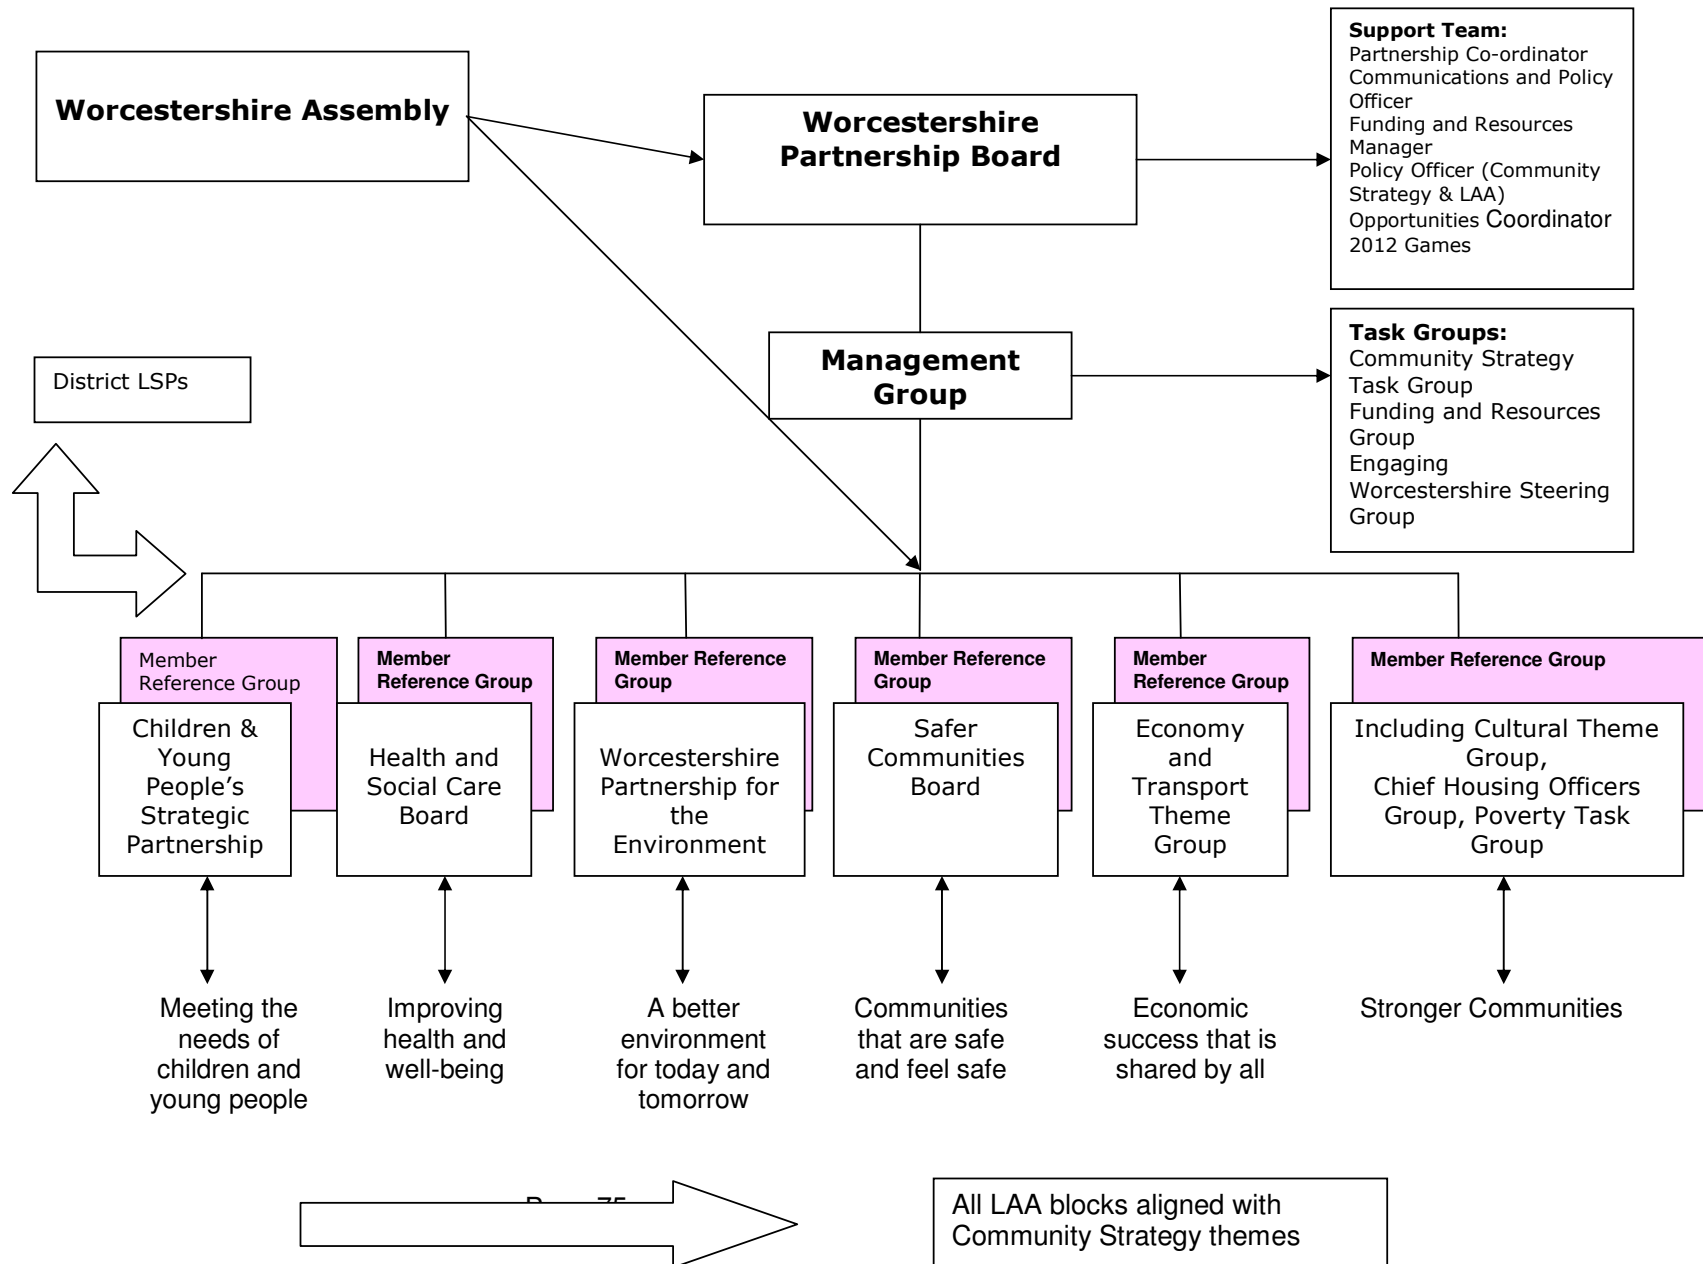 Worcestershire Assembly
Worcestershire
Partnership Board
Support Team:
Partnership Co-ordinator
Communications and Policy
Officer
Funding and Resources
Manager
Policy Officer (Community
Strategy & LAA)
Opportunities Coordinator
2012 Games
Management
Group
Task Groups:
Community Strategy
Task Group
Funding and Resources
Group
Engaging
Worcestershire Steering
Group
District LSPs
Member
Reference Group
Children &
Young
People’s
Strategic
Partnership
Member
Reference Group
Health and
Social Care
Board
Member Reference
Group
Worcestershire
Partnership for
the
Environment
Member Reference
Group
Safer
Communities
Board
Member
Reference Group
Economy
and
Transport
Theme
Group
Member Reference Group
Including Cultural Theme
Group,
Chief Housing Officers
Group, Poverty Task
Group
Meeting the
needs of
children and
young people
Improving
health and
well-being
A better
environment
for today and
tomorrow
Communities
that are safe
and feel safe
Economic
success that is
shared by all
Stronger Communities
All LAA blocks aligned with
Community Strategy themes